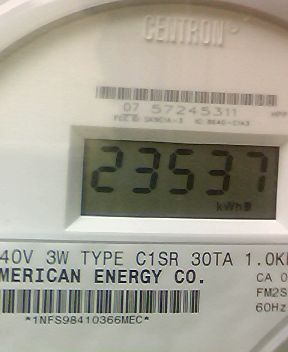 CENTRON
07 57245311
23537
kWh
40V 3W TYPE C1SR 30TA 1.0K
MERICAN ENERGY CO.
CA 0
FM2S
60Hz
*1NFS98410366MEC*